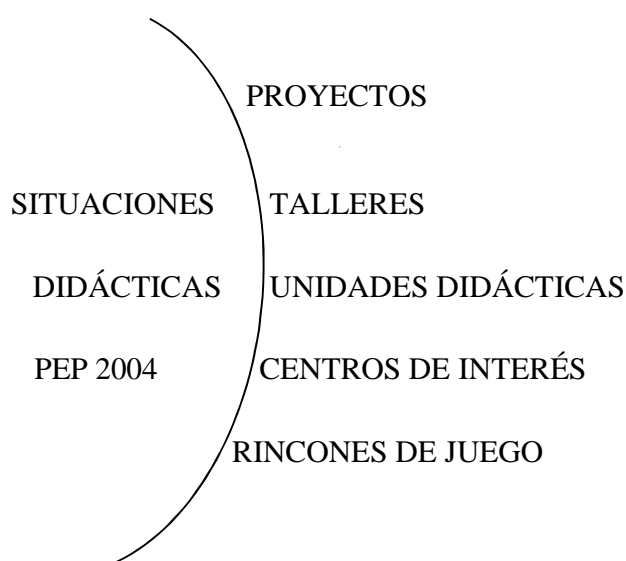 PROYECTOS
SITUACIONES TALLERES
DIDÁCTICAS UNIDADES DIDÁCTICAS
PEP 2004 CENTROS DE INTERÉS
RINCONES DE JUEGO